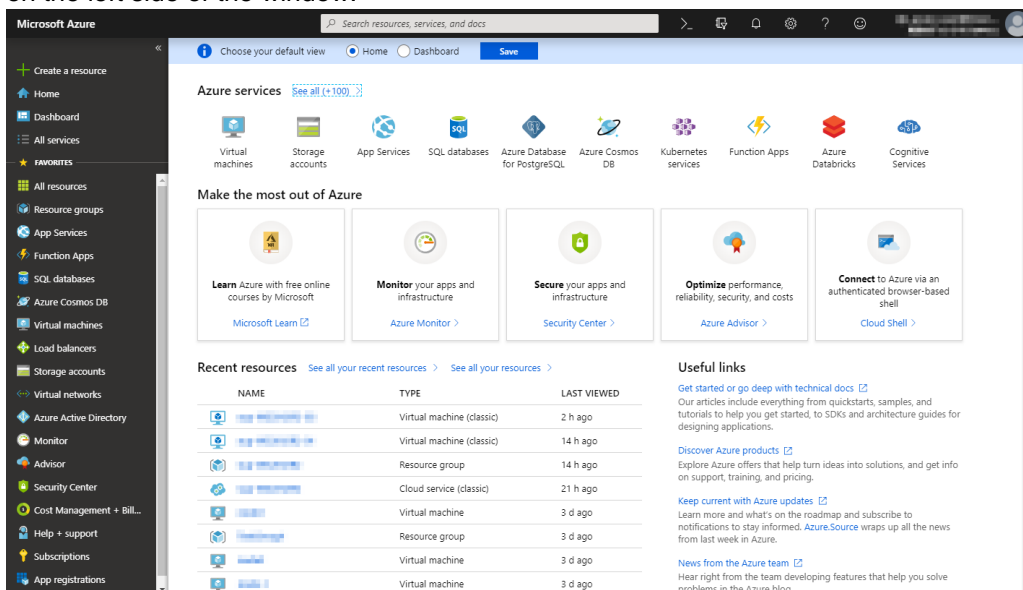 on the left side of the window.
Microsoft Azure
Search resources, services, and docs
Choose your default view Home Dashboard Save
Create a resource
Home
Dashboard
All services
FAVORITES
All resources
Resource groups
App Services
Function Apps
SQL databases
Azure Cosmos DB
Virtual machines
Load balancers
Storage accounts
Virtual networks
Azure Active Directory
Monitor
Advisor
Security Center
Cost Management + Bill...
Help + support
Subscriptions
App registrations
Azure services See all (+100)
Virtual machines
Storage accounts
App Services
SQL databases
Azure Database for PostgreSQL
Azure Cosmos DB
Kubernetes services
Function Apps
Azure Databricks
Cognitive Services
Make the most out of Azure
Learn Azure with free online
courses by Microsoft
Microsoft Learn
Monitor your apps and
infrastructure
Azure Monitor >
Secure your apps and
infrastructure
Security Center >
Optimize performance,
reliability, security, and costs
Azure Advisor >
Connect to Azure via an
authenticated browser-based
shell
Cloud Shell >
Recent resources See all your recent resources > See all your resources >
NAME TYPE LAST VIEWED
Virtual machine (classic) 2 h ago
Virtual machine (classic) 14 h ago
Resource group 14 h ago
Cloud service (classic) 21 h ago
Virtual machine 3 d ago
Resource group 3 d ago
Virtual machine 3 d ago
Virtual machine 3 d ago
Useful links
Get started or go deep with technical docs
Our articles include everything from quickstarts, samples, and
tutorials to help you get started, to SDKs and architecture guides for
designing applications.
Discover Azure products
Explore Azure offers that help turn ideas into solutions, and get info
on support, training, and pricing.
Keep current with Azure updates
Learn more and what's on the roadmap and subscribe to
notifications to stay informed. Azure.Source wraps up all the news
from last week in Azure.
News from the Azure team
Hear right from the team developing features that help you solve
problems in the Azure blog.